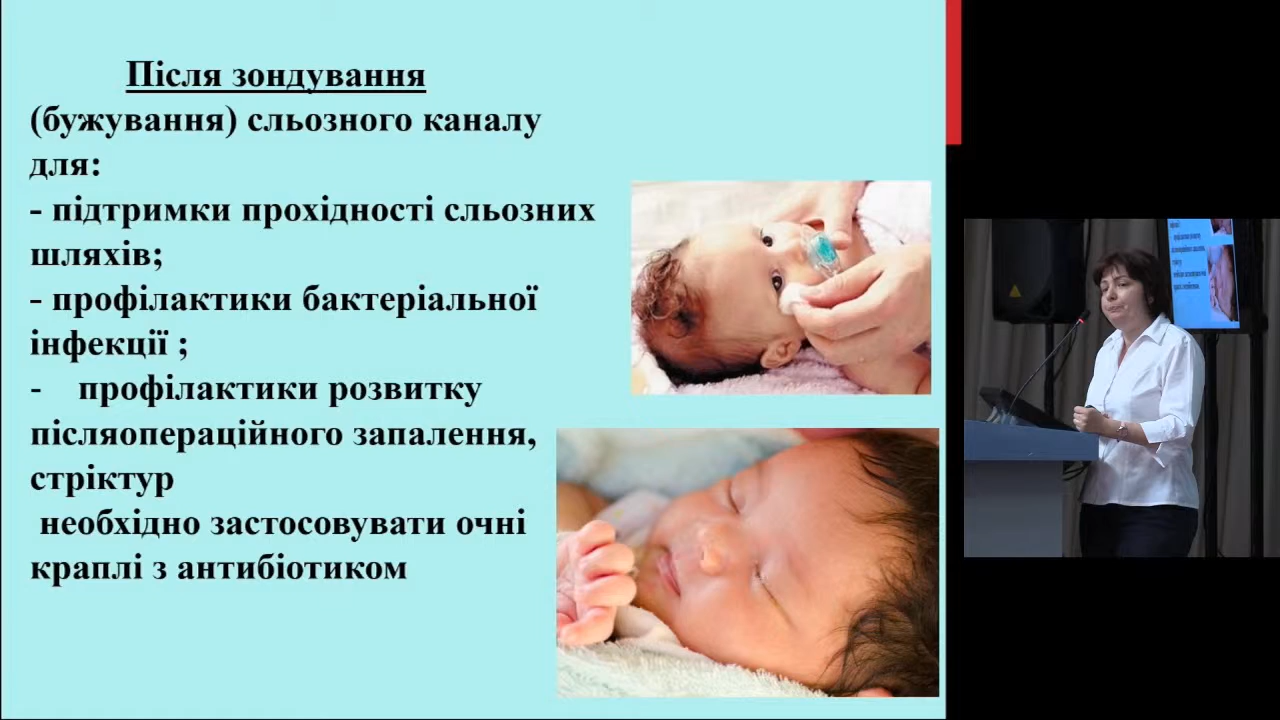 Після зондування
(бужування) сльозного каналу
для:
- підтримки прохідності сльозних
шляхів;
- профілактики бактеріальної
інфекції ;
- профілактики розвитку
післяопераційного запалення,
стріктур
необхідно застосовувати очні
краплі з антибіотиком